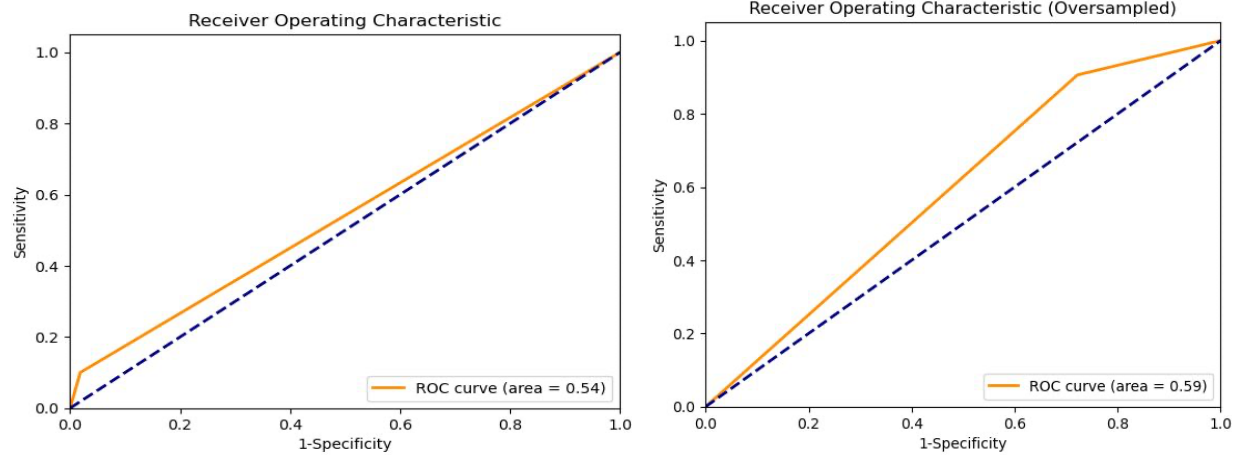 Receiver Operating Characteristic
1.0
0.8
0.6
0.4
0.2
0.0
Sensitivity
0.0 0.2 0.4 0.6 0.8 1.0
1-Specificity
ROC curve (area = 0.54)
Receiver Operating Characteristic (Oversampled)
1.0
0.8
0.6
0.4
0.2
0.0
Sensitivity
0.0 0.2 0.4 0.6 0.8 1.0
1-Specificity
ROC curve (area = 0.59)